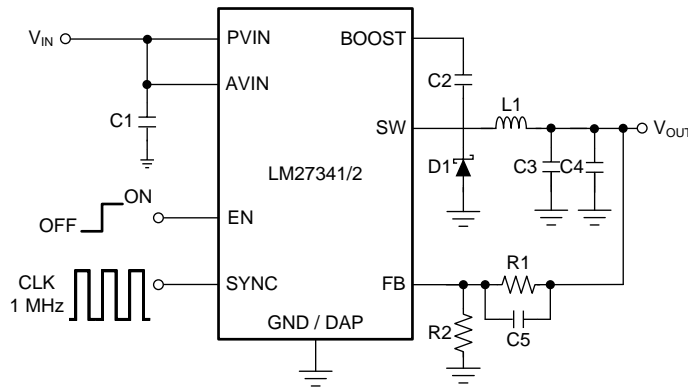 VIN
PVIN
BOOST
C2
AVIN
L1
C1
SW
VOUT
D1
C3
C4
LM27341/2
ON
OFF
EN
CLK
1 MHz
SYNC
FB
R1
R2
C5
GND / DAP